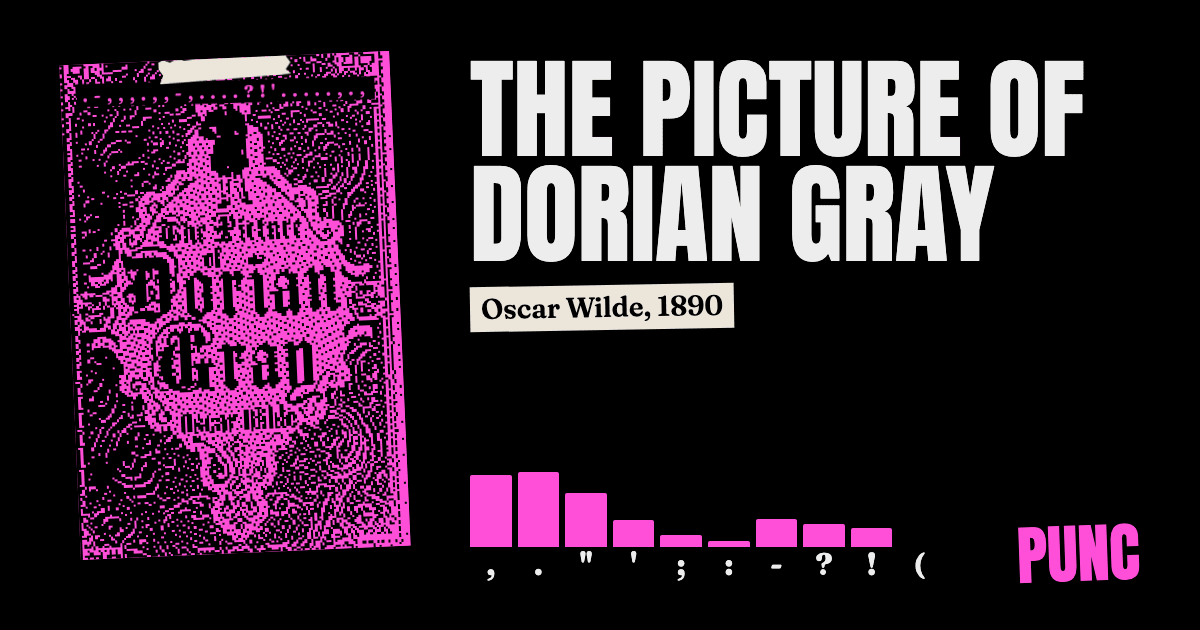 . - , , , , , , - . . . . . ? ! ' . . . . . . , , .
The Picture
of
Dorian
Gray
Oscar Wilde
THE PICTURE OF
DORIAN GRAY
Oscar Wilde, 1890
, . " ' ; : - ? ! (
PUNC